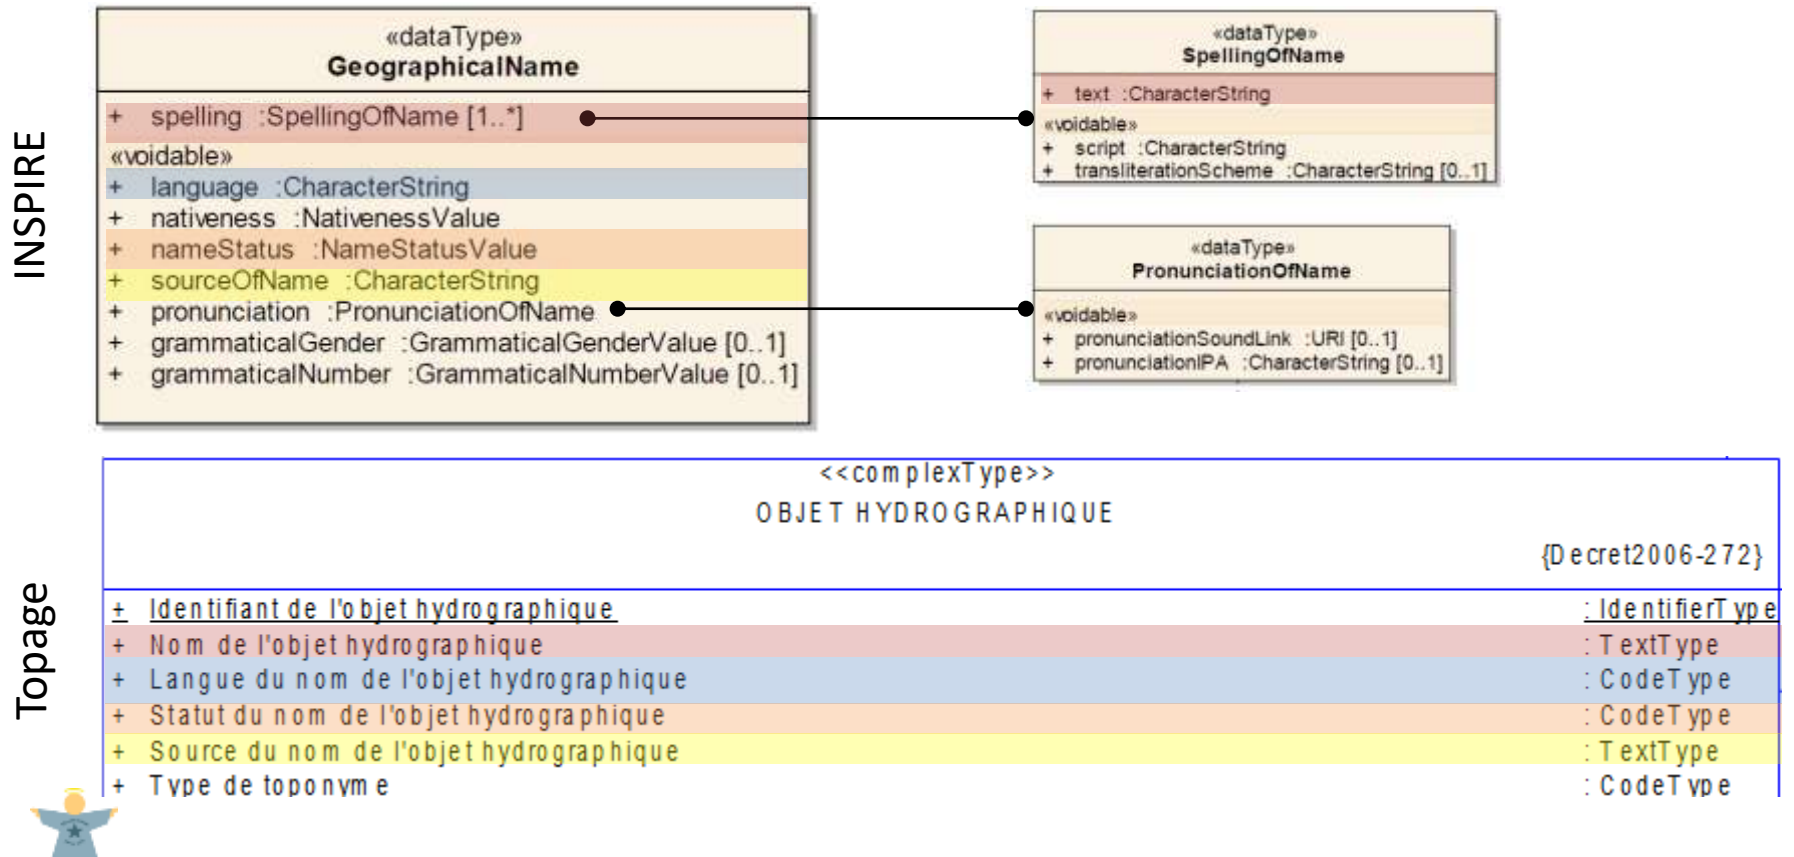 INSPIRE
«dataType»
GeographicalName
+ spelling :SpellingOfName [1..*]
«voidable»
+ language :CharacterString
+ nativeness :NativenessValue
+ nameStatus :NameStatusValue
+ sourceOfName :CharacterString
+ pronunciation :PronunciationOfName
+ grammaticalGender :GrammaticalGenderValue [0..1]
+ grammaticalNumber :GrammaticalNumberValue [0..1]
«dataType»
SpellingOfName
+ text :CharacterString
«voidable»
+ script :CharacterString
+ transliterationScheme :CharacterString [0..1]
«dataType»
PronunciationOfName
«voidable»
+ pronunciationSoundLink :URI [0..1]
+ pronunciationIPA :CharacterString [0..1]
Topage
<<complexType>>
OBJET HYDROGRAPHIQUE
{Decret2006-272}
+ Identifiant de l'objet hydrographique : IdentifierType
+ Nom de l'objet hydrographique : TextType
+ Langue du nom de l'objet hydrographique : CodeType
+ Statut du nom de l'objet hydrographique : CodeType
+ Source du nom de l'objet hydrographique : TextType
+ Type de toponyme : CodeType